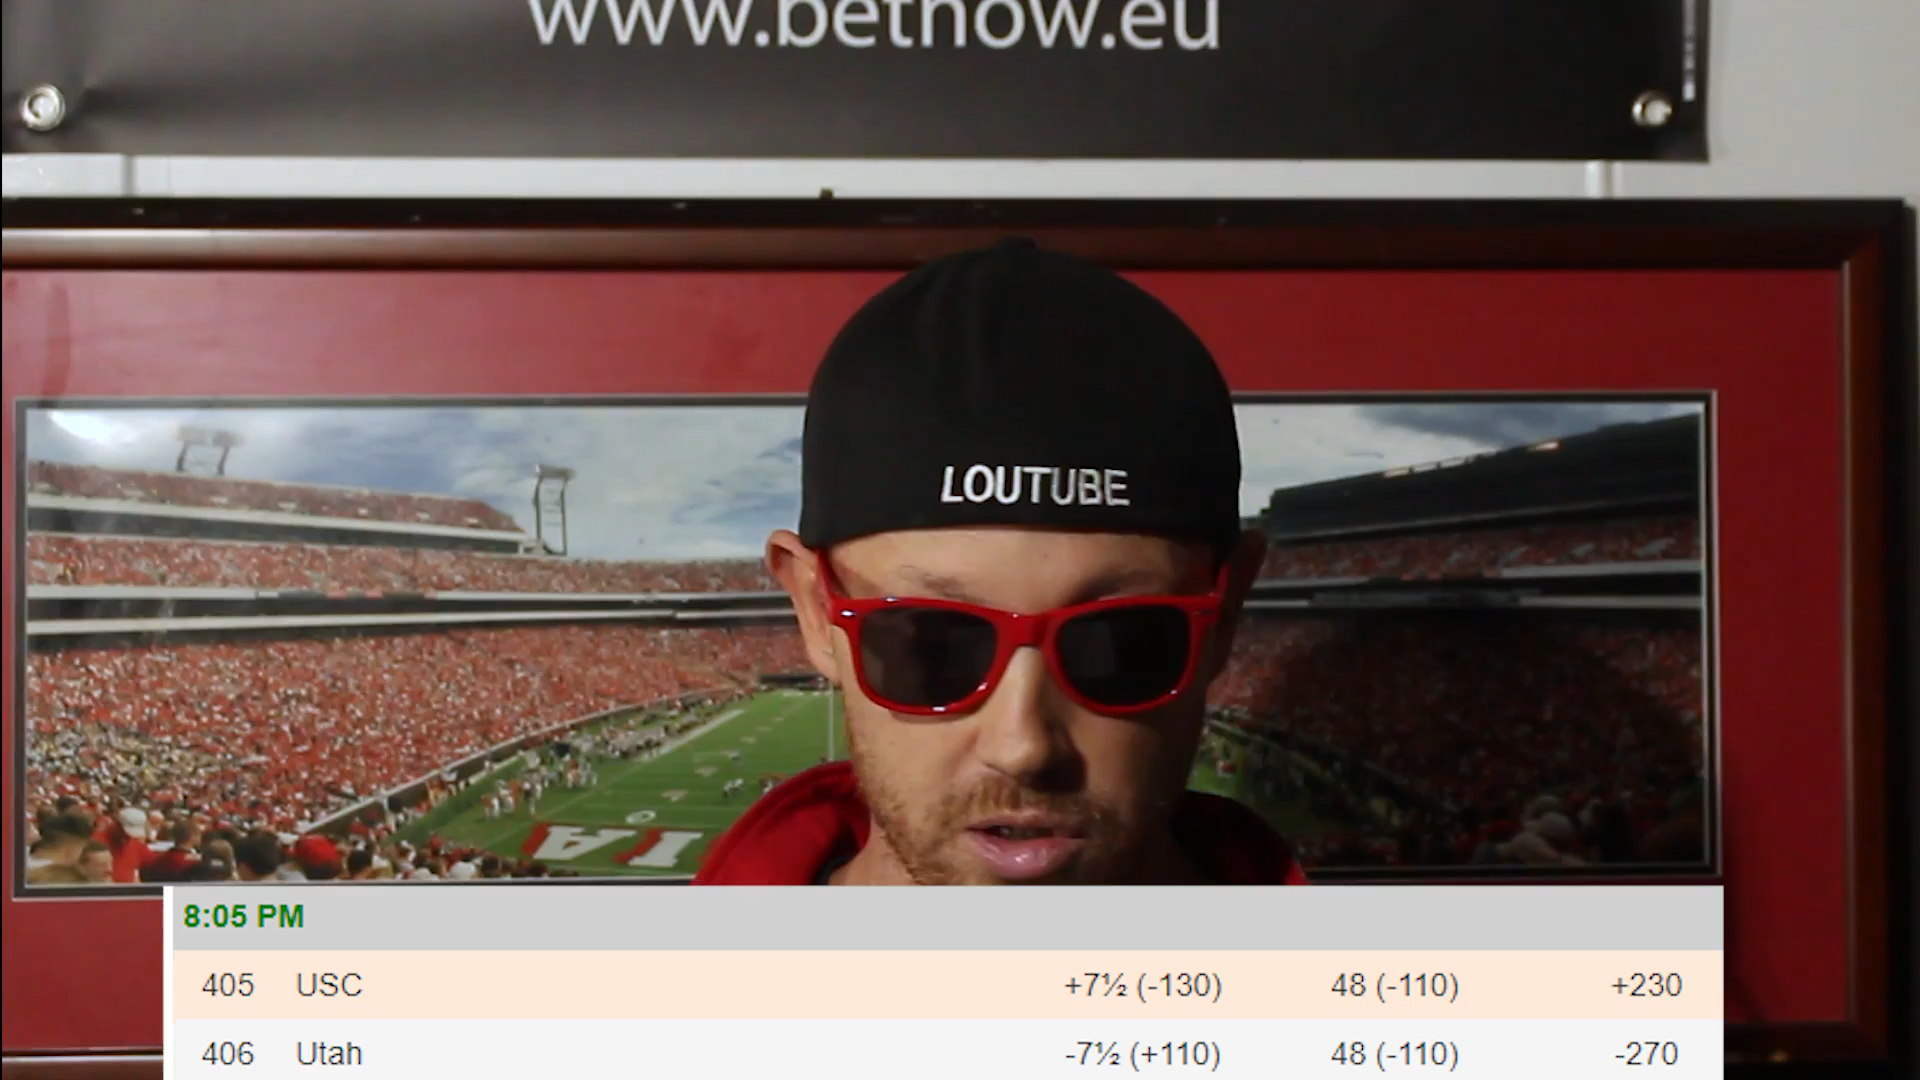 www.betnow.eu
LOUTUBE
8:05 PM
405 USC +7½ (-130) 48 (-110) +230
406 Utah -7½ (+110) 48 (-110) -270